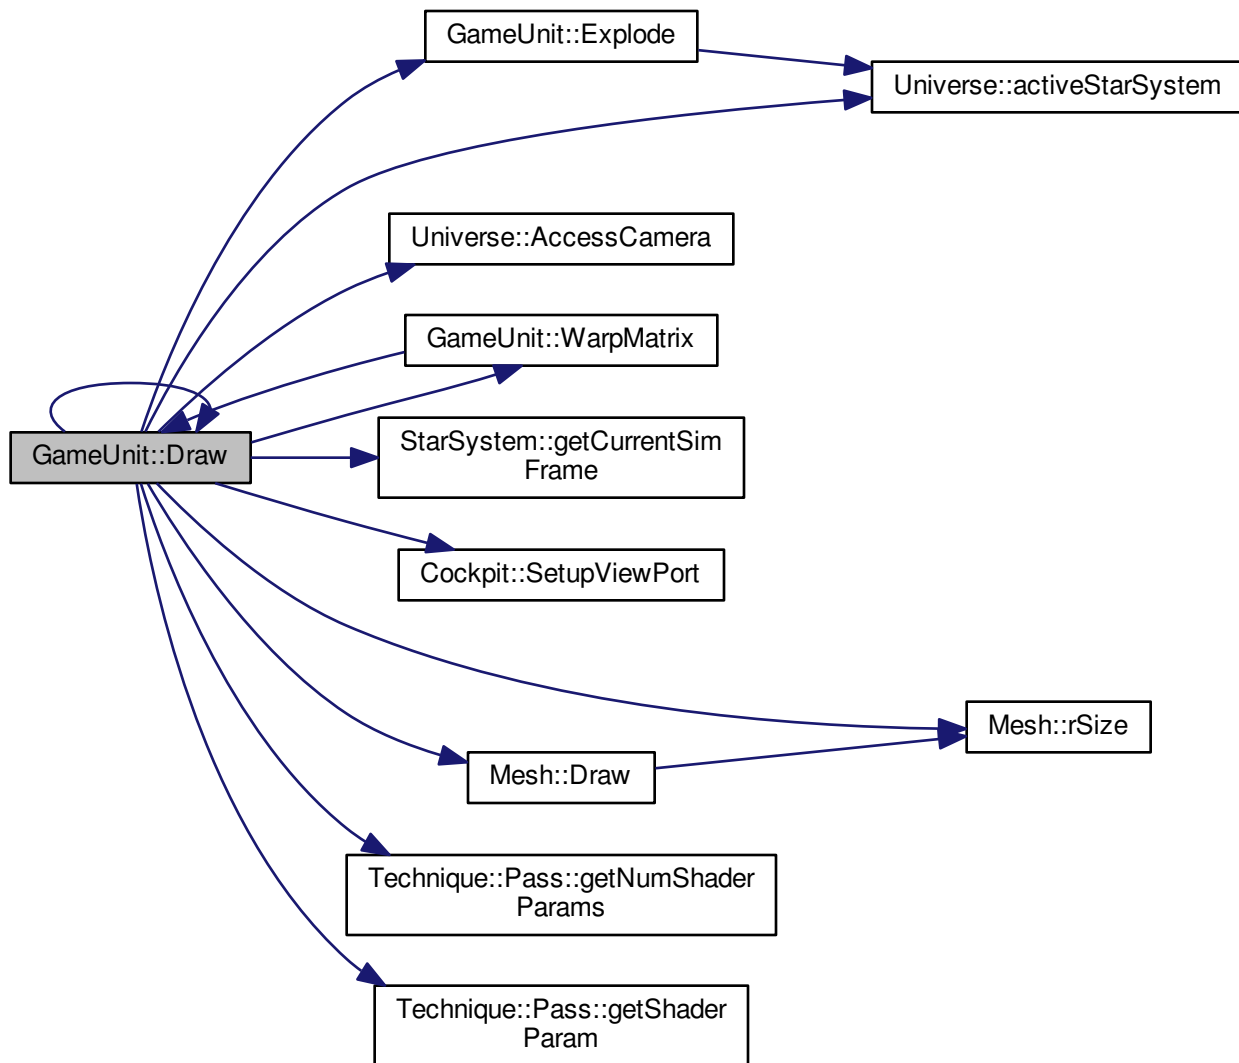 GameUnit::Explode
Universe::activeStarSystem
Universe::AccessCamera
GameUnit::WarpMatrix
StarSystem::getCurrentSim
Frame
GameUnit::Draw
Cockpit::SetupViewPort
Mesh::rSize
Mesh::Draw
Technique::Pass::getNumShader
Params
Technique::Pass::getShader
Param